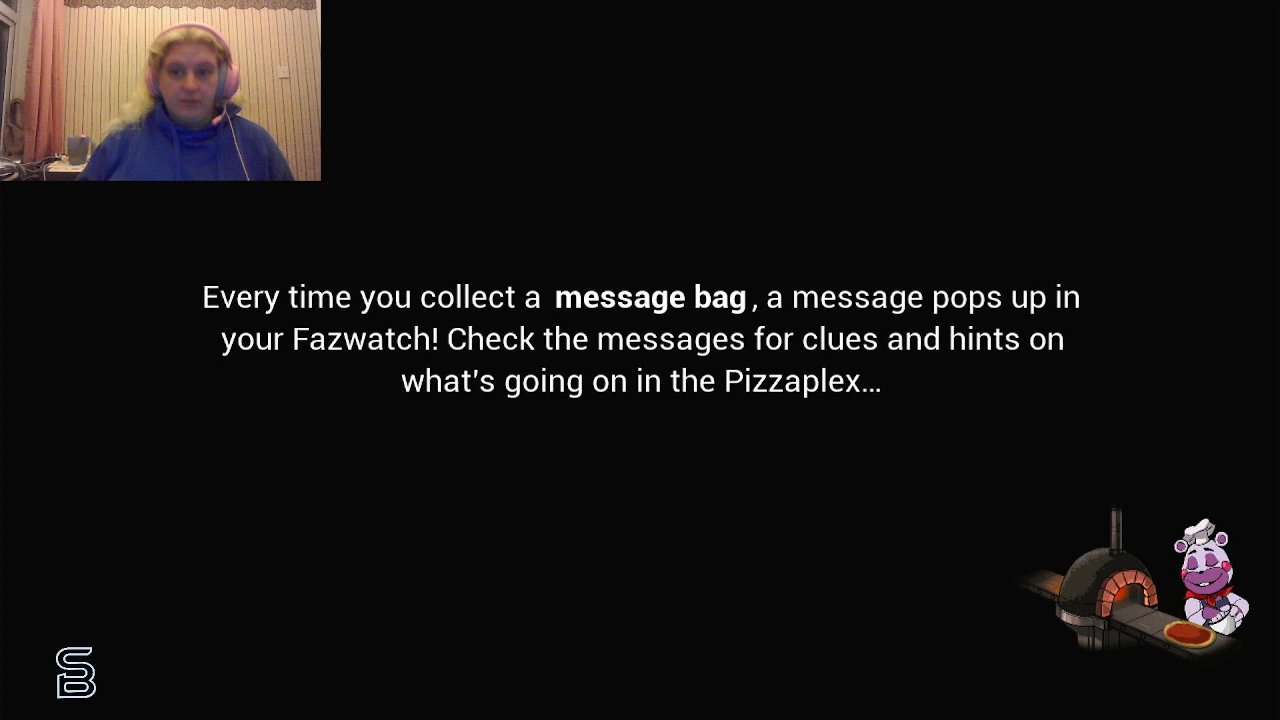 Every time you collect a message bag, a message pops up in
your Fazwatch! Check the messages for clues and hints on
what's going on in the Pizzaplex...
SB